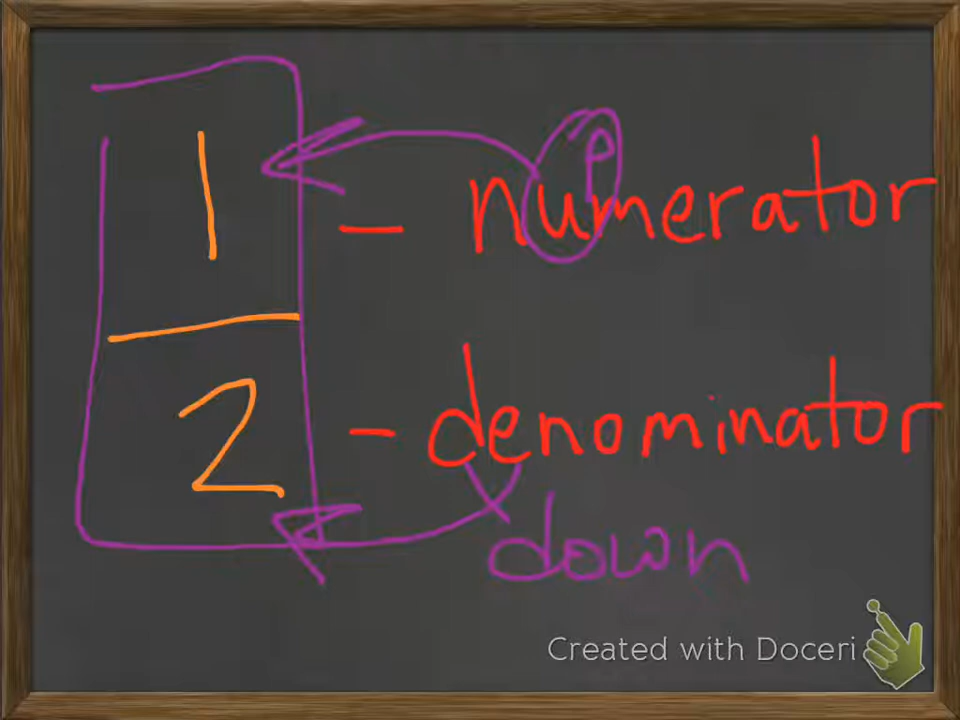 1 - numerator
p
2 - denominator
down
Created with Doceri